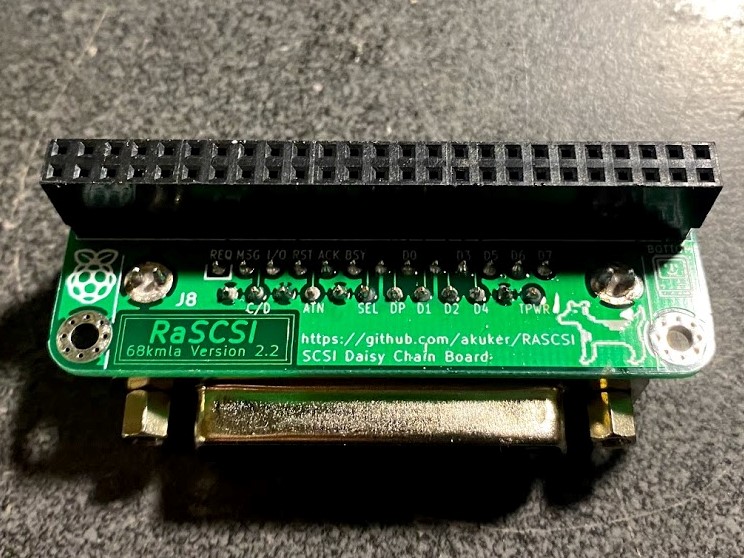 REQ MSG I/O RST ACK BSY D0 D3 D5 D6 D7
BOTTOM
J8
C/D ATN SEL DP D1 D2 D4 TPWR
RaSCSI
68kmla Version 2.2
https://github.com/akuker/RASCSI
SCSI Daisy Chain Board